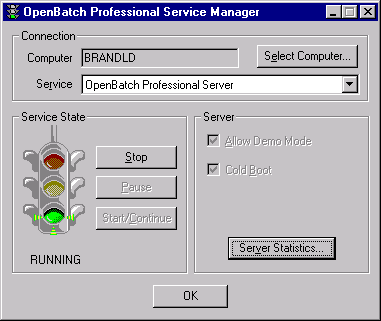 OpenBatch Professional Service Manager
Connection
Computer BRANDLD Select Computer...
Service OpenBatch Professional Server
Service State
Stop
Pause
Start/Continue
RUNNING
Server
Allow Demo Mode
Cold Boot
Server Statistics...
OK